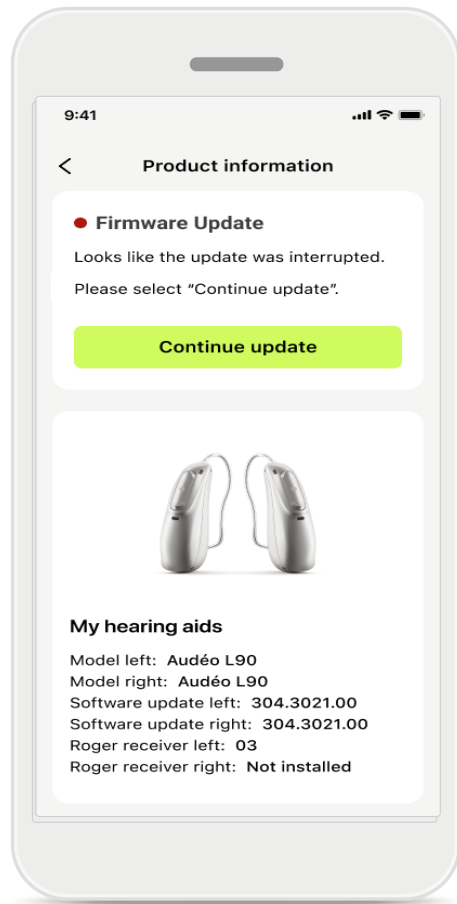 9:41
Product information
Firmware Update
Looks like the update was interrupted.
Please select “Continue update”.
Continue update
My hearing aids
Model left: Audéo L90
Model right: Audéo L90
Software update left: 304.3021.00
Software update right: 304.3021.00
Roger receiver left: 03
Roger receiver right: Not installed